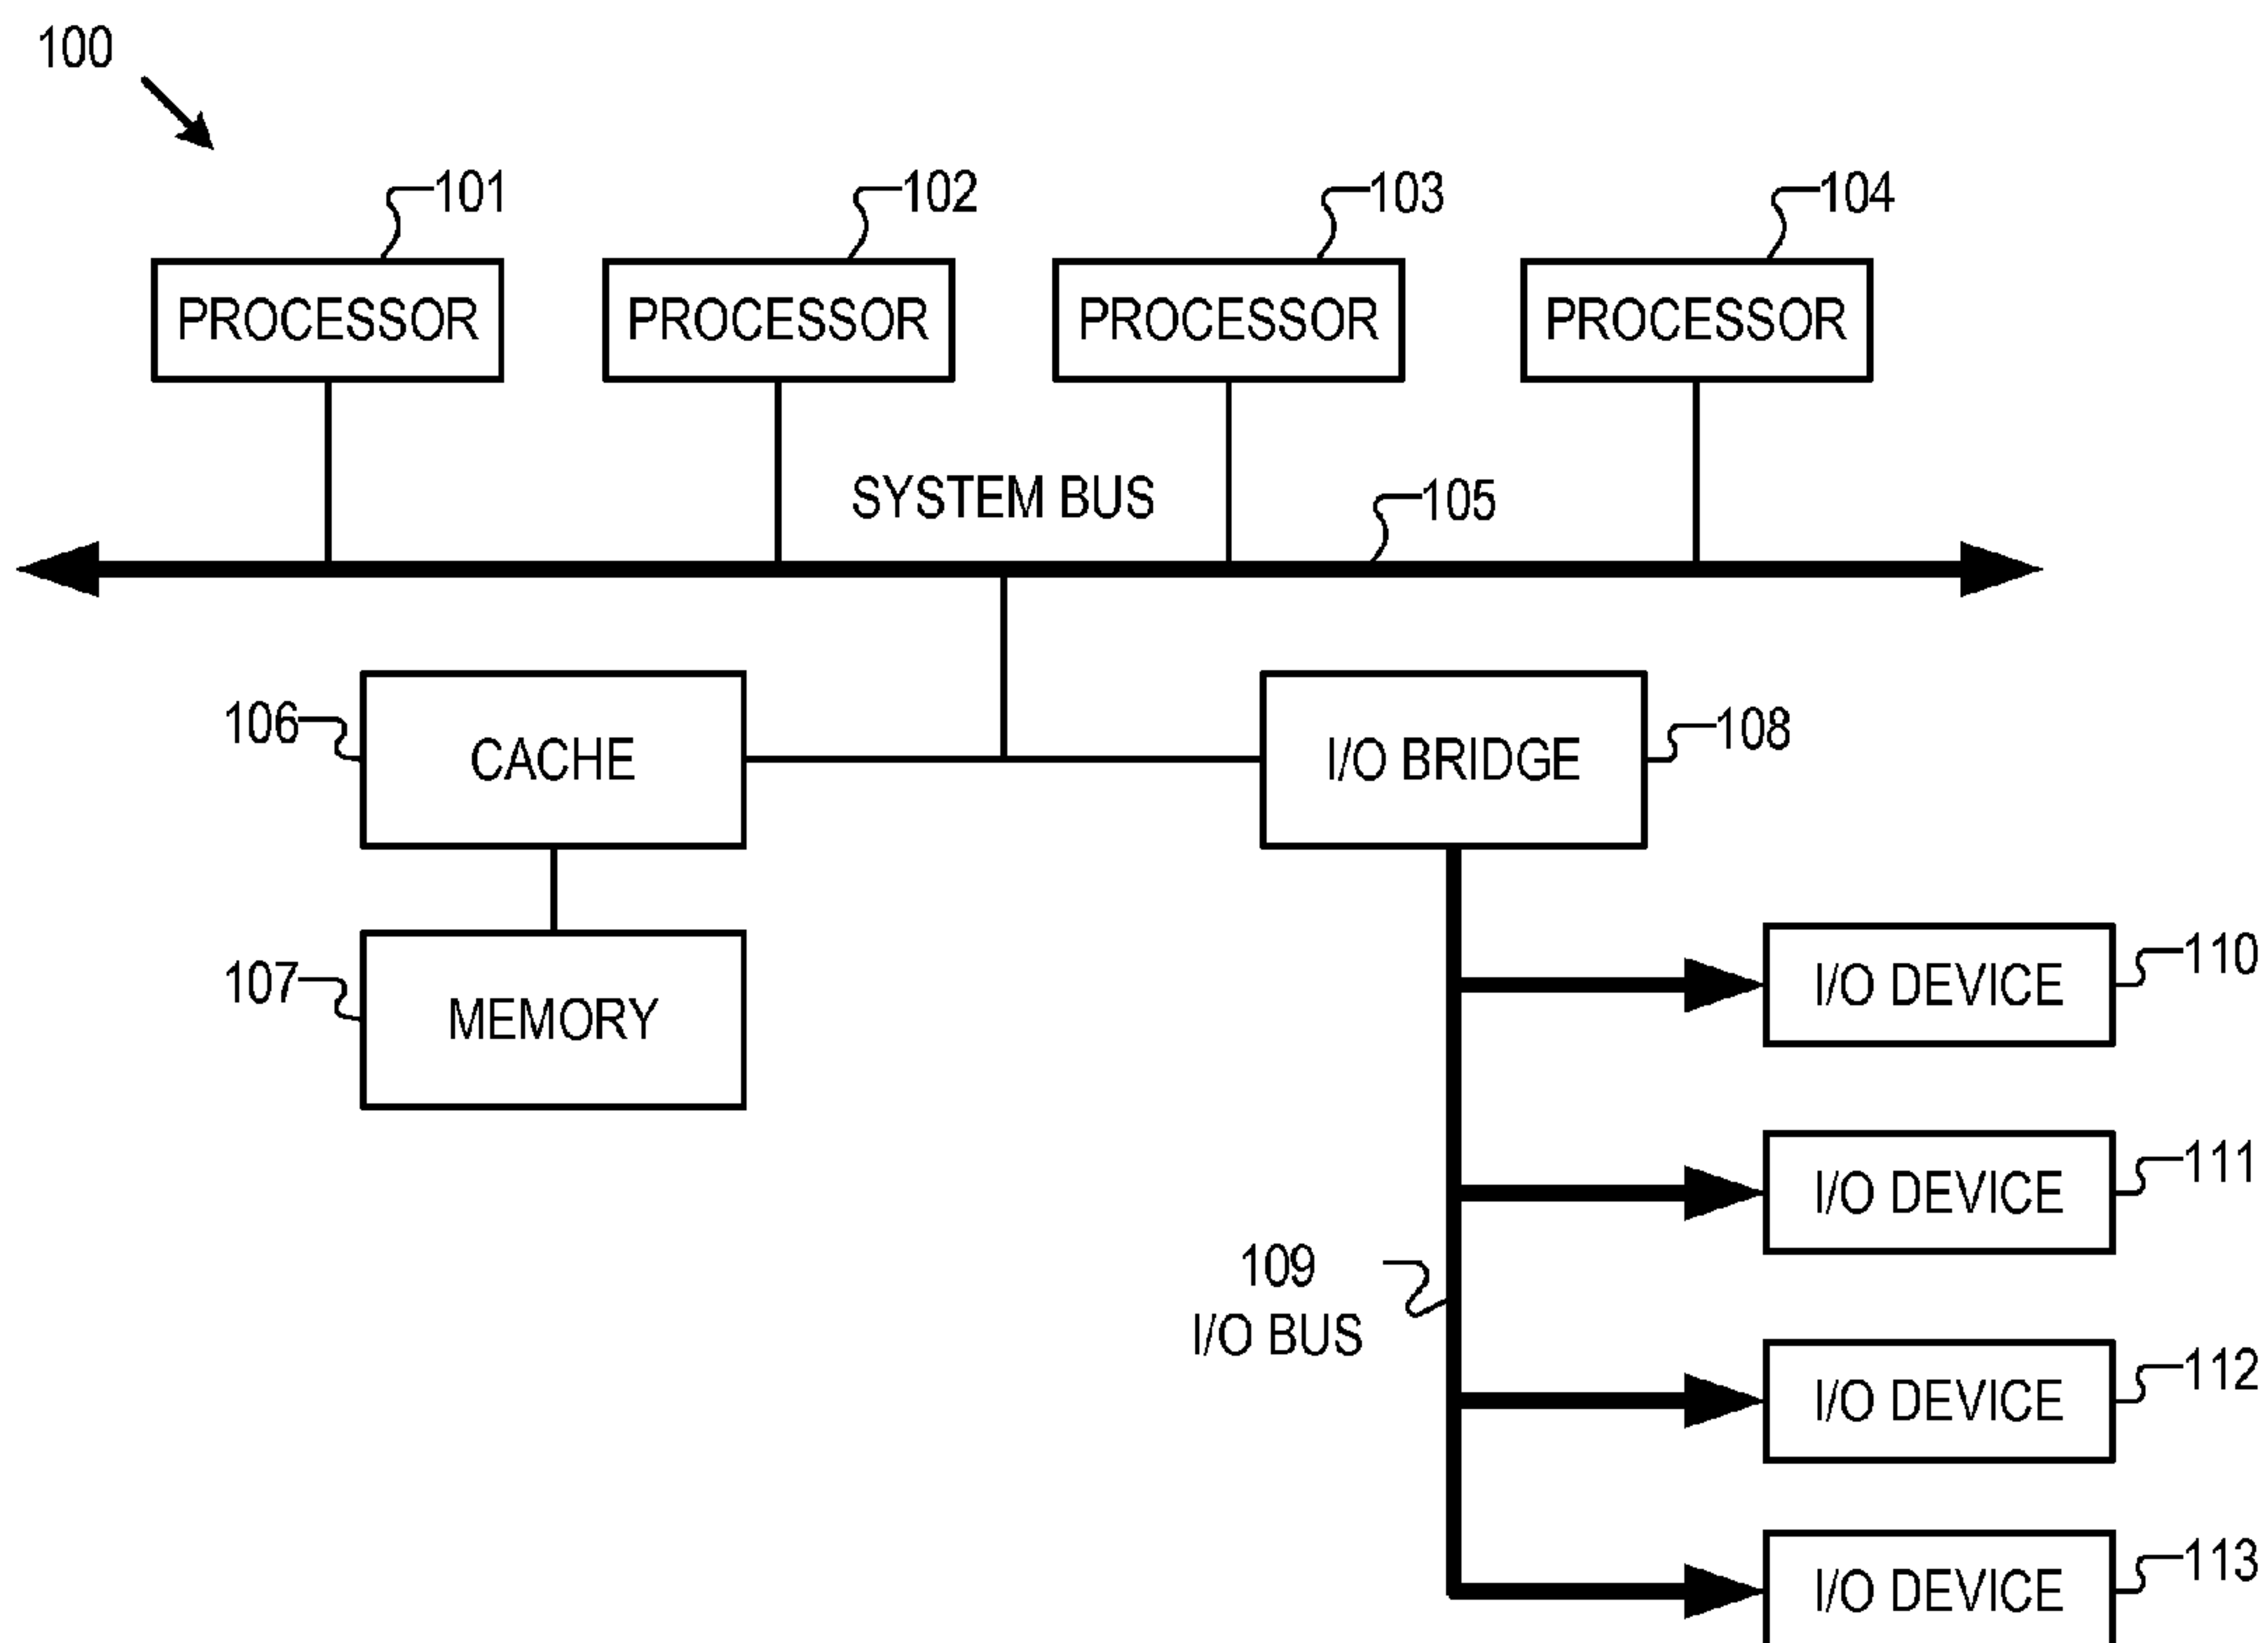 100
101
102
103
104
PROCESSOR
PROCESSOR
PROCESSOR
PROCESSOR
SYSTEM BUS
105
106
CACHE
I/O BRIDGE
108
107
MEMORY
I/O DEVICE
110
I/O DEVICE
111
109
I/O BUS
I/O DEVICE
112
I/O DEVICE
113